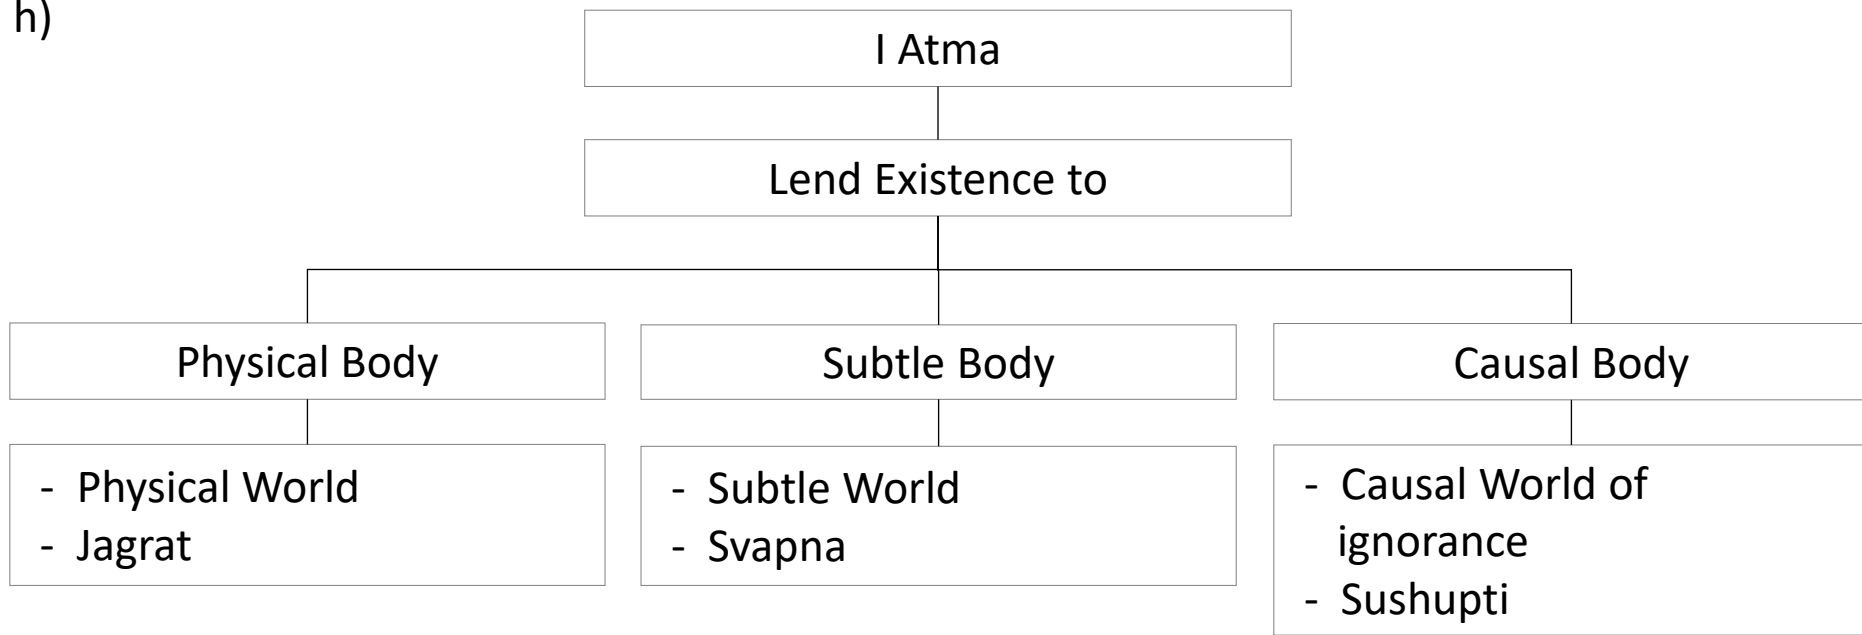 h)
I Atma
Lend Existence to
Physical Body
Subtle Body
Causal Body
- Physical World
- Jagrat
- Subtle World
- Svapna
- Causal World of
ignorance
- Sushupti